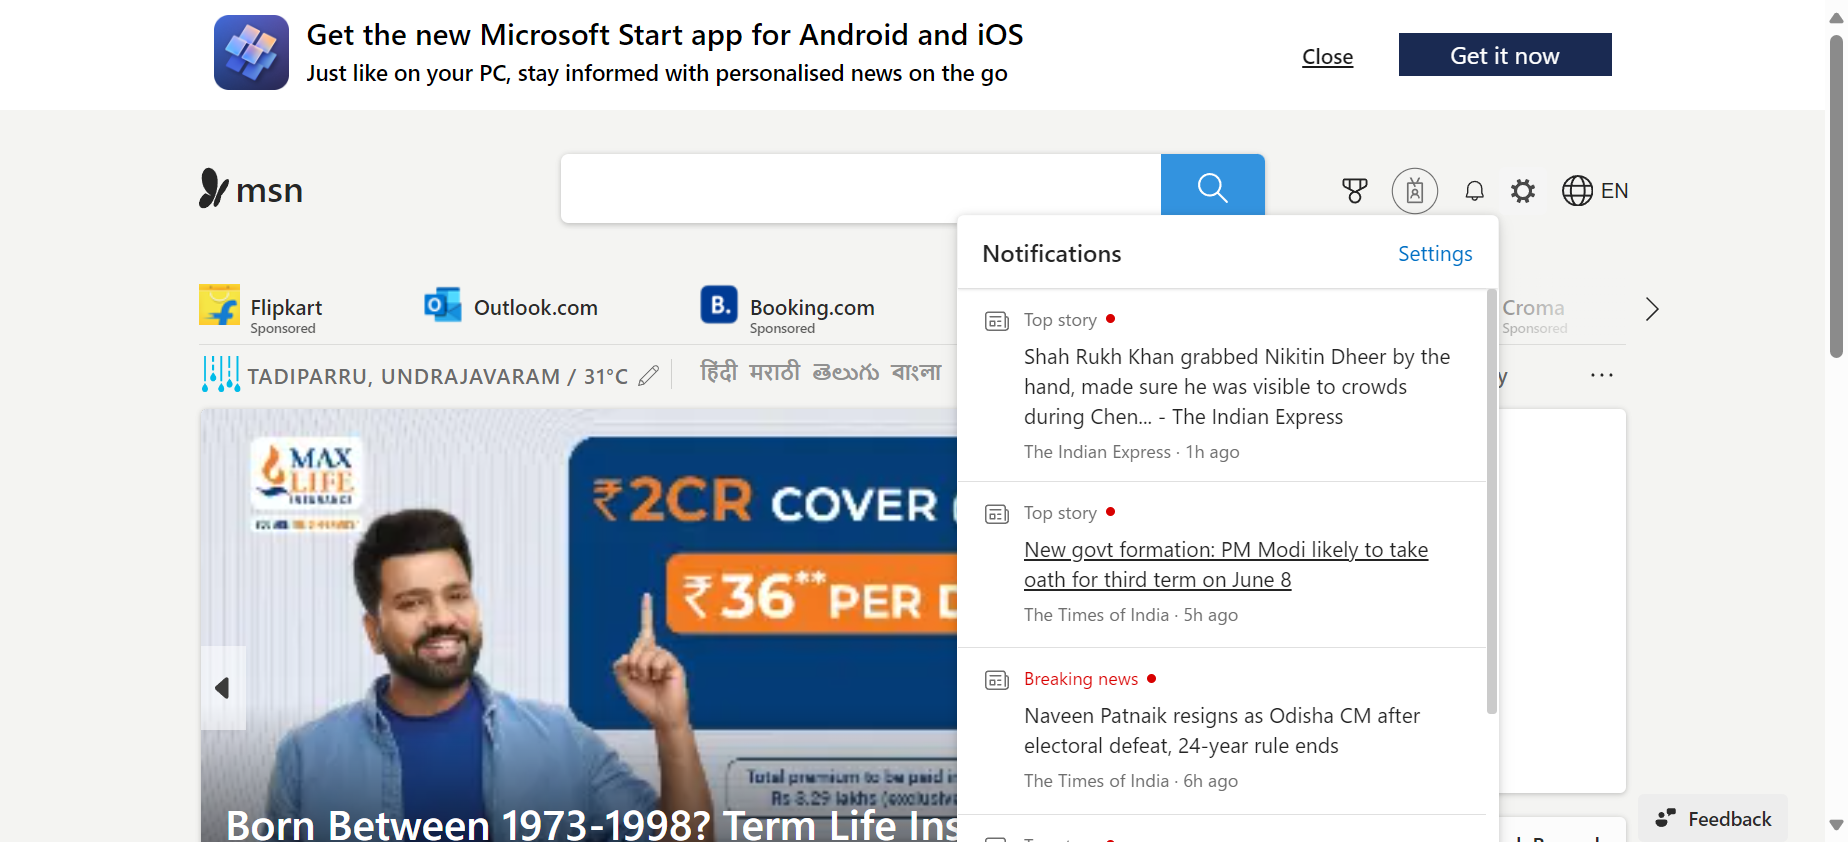 Get the new Microsoft Start app for Android and iOS
Just like on your PC, stay informed with personalised news on the go
Close
Get it now
msn
EN
Notifications
Settings
Flipkart
Sponsored
Outlook.com
B.
Booking.com
Sponsored
Croma
Sponsored
TADIPARRU, UNDRAJAVARAM / 31°C
हिंदी मराठी తెలుగు বাংলা
y
Top story
Shah Rukh Khan grabbed Nikitin Dheer by the
hand, made sure he was visible to crowds
during Chen... - The Indian Express
The Indian Express · 1h ago
Top story
New govt formation: PM Modi likely to take
oath for third term on June 8
The Times of India · 5h ago
Breaking news
Naveen Patnaik resigns as Odisha CM after
electoral defeat, 24-year rule ends
The Times of India · 6h ago
MAX
LIFE
INSURANCE
₹2CR COVER
₹36** PER
Total premium to be paid in
Rs 3.29 lakhs (exclusive
Born Between 1973-1998? Term Life Ins
Feedback